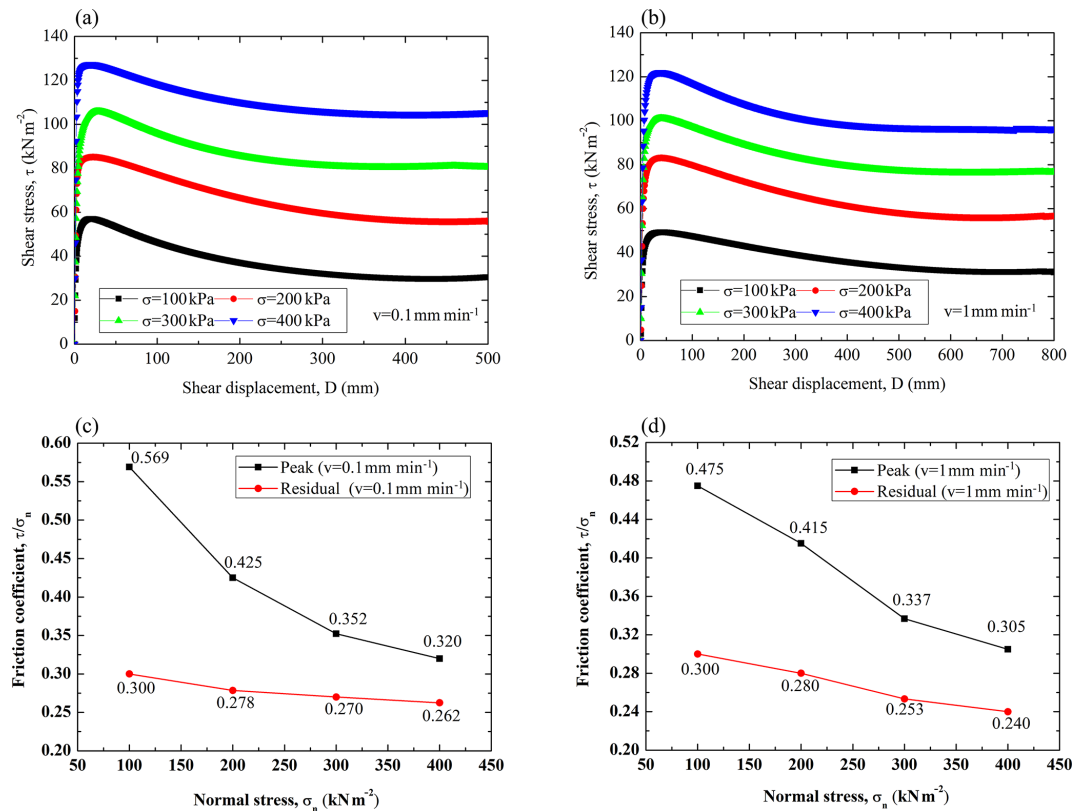 (a)
140
120
100
80
60
40
20
0
Shear stress, τ (kN m⁻²)
σ=100 kPa σ=200 kPa
σ=300 kPa σ=400 kPa
v=0.1 mm min⁻¹
0 100 200 300 400 500
Shear displacement, D (mm)
(b)
140
120
100
80
60
40
20
0
Shear stress, τ (kN m⁻²)
σ=100 kPa σ=200 kPa
σ=300 kPa σ=400 kPa
v=1 mm min⁻¹
0 100 200 300 400 500 600 700 800
Shear displacement, D (mm)
(c)
0.60
0.55
0.50
0.45
0.40
0.35
0.30
0.25
0.20
Friction coefficient, τ/σₙ
Peak (v=0.1 mm min⁻¹)
Residual (v=0.1 mm min⁻¹)
0.569
0.425
0.352
0.320
0.300
0.278
0.270
0.262
50 100 150 200 250 300 350 400 450
Normal stress, σₙ (kN m⁻²)
(d)
0.52
0.48
0.44
0.40
0.36
0.32
0.28
0.24
0.20
Friction coefficient, τ/σₙ
Peak (v=1 mm min⁻¹)
Residual (v=1 mm min⁻¹)
0.475
0.415
0.337
0.305
0.300
0.280
0.253
0.240
50 100 150 200 250 300 350 400 450
Normal stress, σₙ (kN m⁻²)